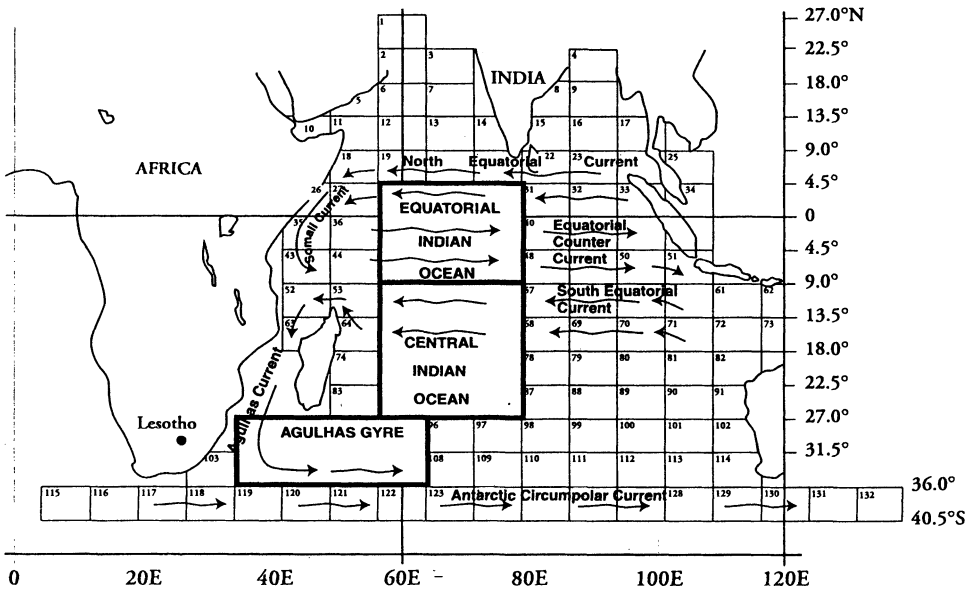 1
27.0°N
2 3 4
22.5°
INDIA
6 7 8 9
18.0°
5
10 11 12 13 14 15 16 17
13.5°
AFRICA
18 19 North Equatorial 22 23 Current 25
9.0°
26 31 32 33 34
4.5°
EQUATORIAL
0
35 36 INDIAN 40 Equatorial
Counter
4.5°
Somali Current
43 44 OCEAN 48 Current 50 51
9.0°
52 53 57 South Equatorial 61 62
Current
13.5°
63 64 68 69 70 71 72 73
CENTRAL
18.0°
74 INDIAN 78 79 80 81 82
22.5°
83 OCEAN 87 88 89 90 91
27.0°
Agulhas Current
Lesotho
AGULHAS GYRE
96 97 98 99 100 101 102
31.5°
103 108 109 110 111 112 113 114
36.0°
115 116 117 118 119 120 121 122 123 Antarctic Circumpolar Current 128 129 130 131 132
40.5°S
0 20E 40E 60E 80E 100E 120E